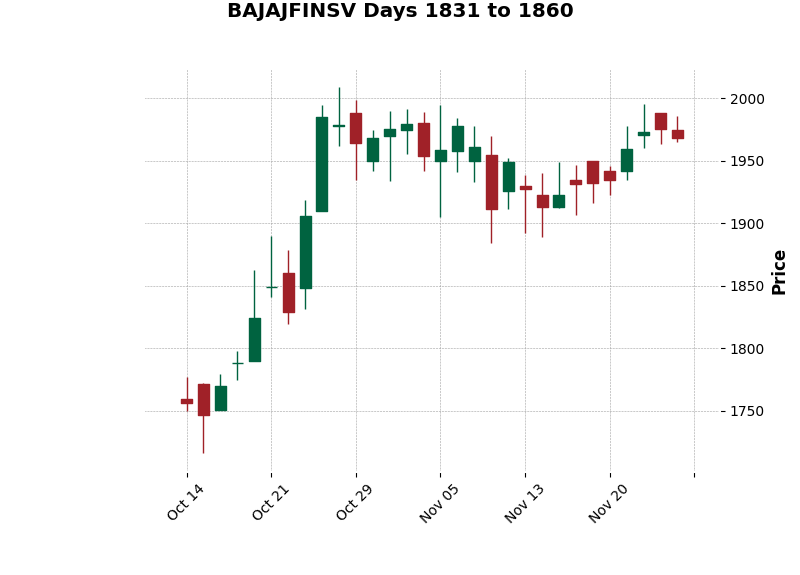 BAJAJFINSV Days 1831 to 1860
2000
1950
1900
1850
1800
1750
Price
Oct 14
Oct 21
Oct 29
Nov 05
Nov 13
Nov 20